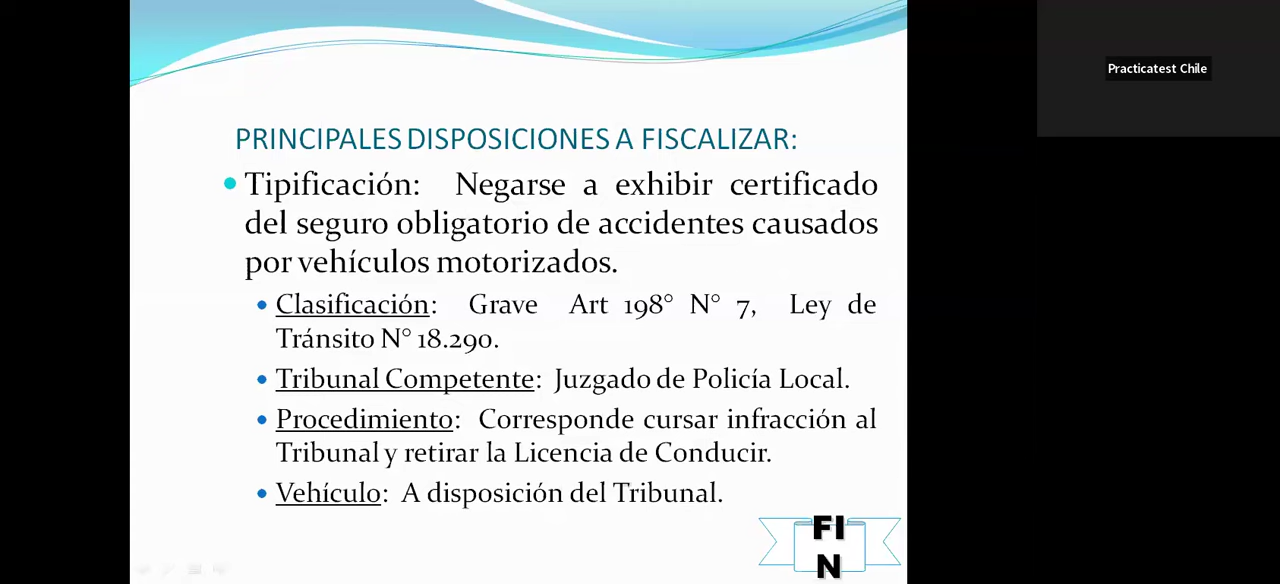 PRINCIPALES DISPOSICIONES A FISCALIZAR:
Tipificación: Negarse a exhibir certificado
del seguro obligatorio de accidentes causados
por vehículos motorizados.
Clasificación: Grave Art 198° N° 7, Ley de
Tránsito N° 18.290.
Tribunal Competente: Juzgado de Policía Local.
Procedimiento: Corresponde cursar infracción al
Tribunal y retirar la Licencia de Conducir.
Vehículo: A disposición del Tribunal.
FI
N
Practicatest Chile